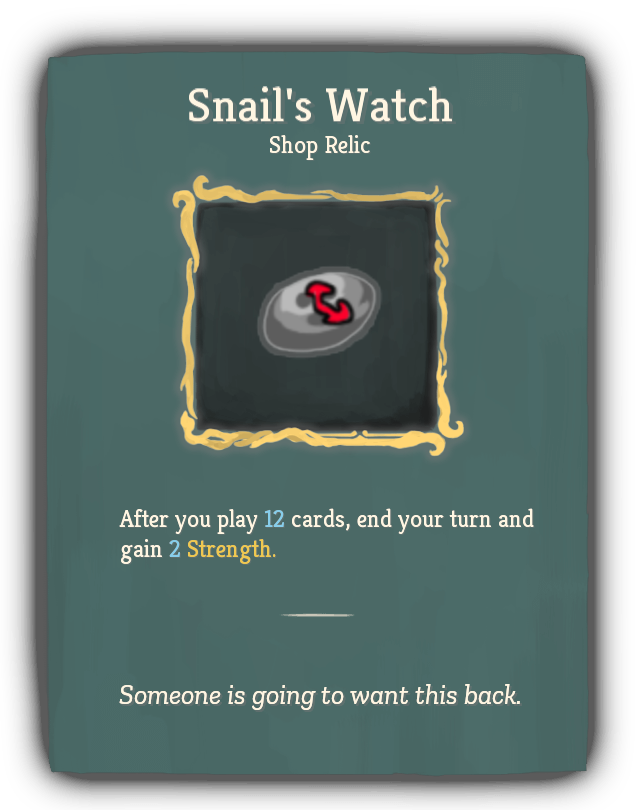 Snail's Watch
Shop Relic
After you play 12 cards, end your turn and
gain 2 Strength.
Someone is going to want this back.